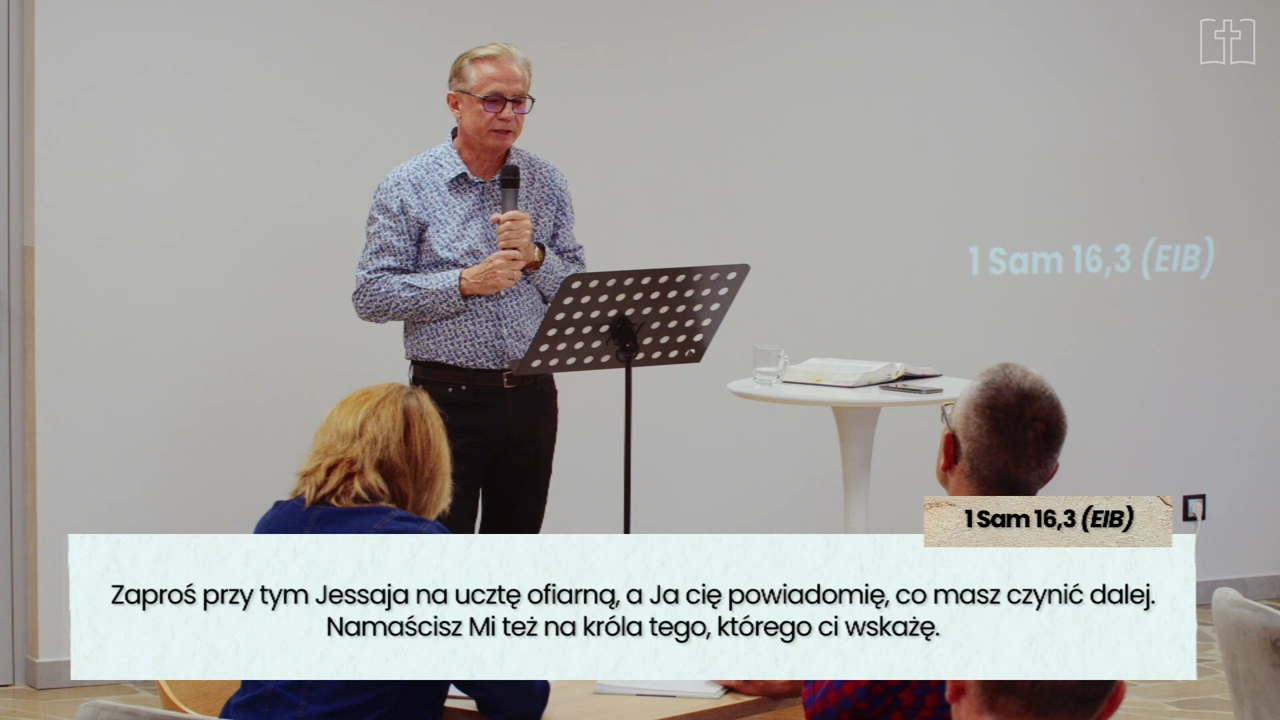 1 Sam 16,3 (EIB)
1 Sam 16,3 (EIB)
Zaproś przy tym Jessaja na ucztę ofiarną, a Ja cię powiadomię, co masz czynić dalej.
Namaścisz Mi też na króla tego, którego ci wskażę.